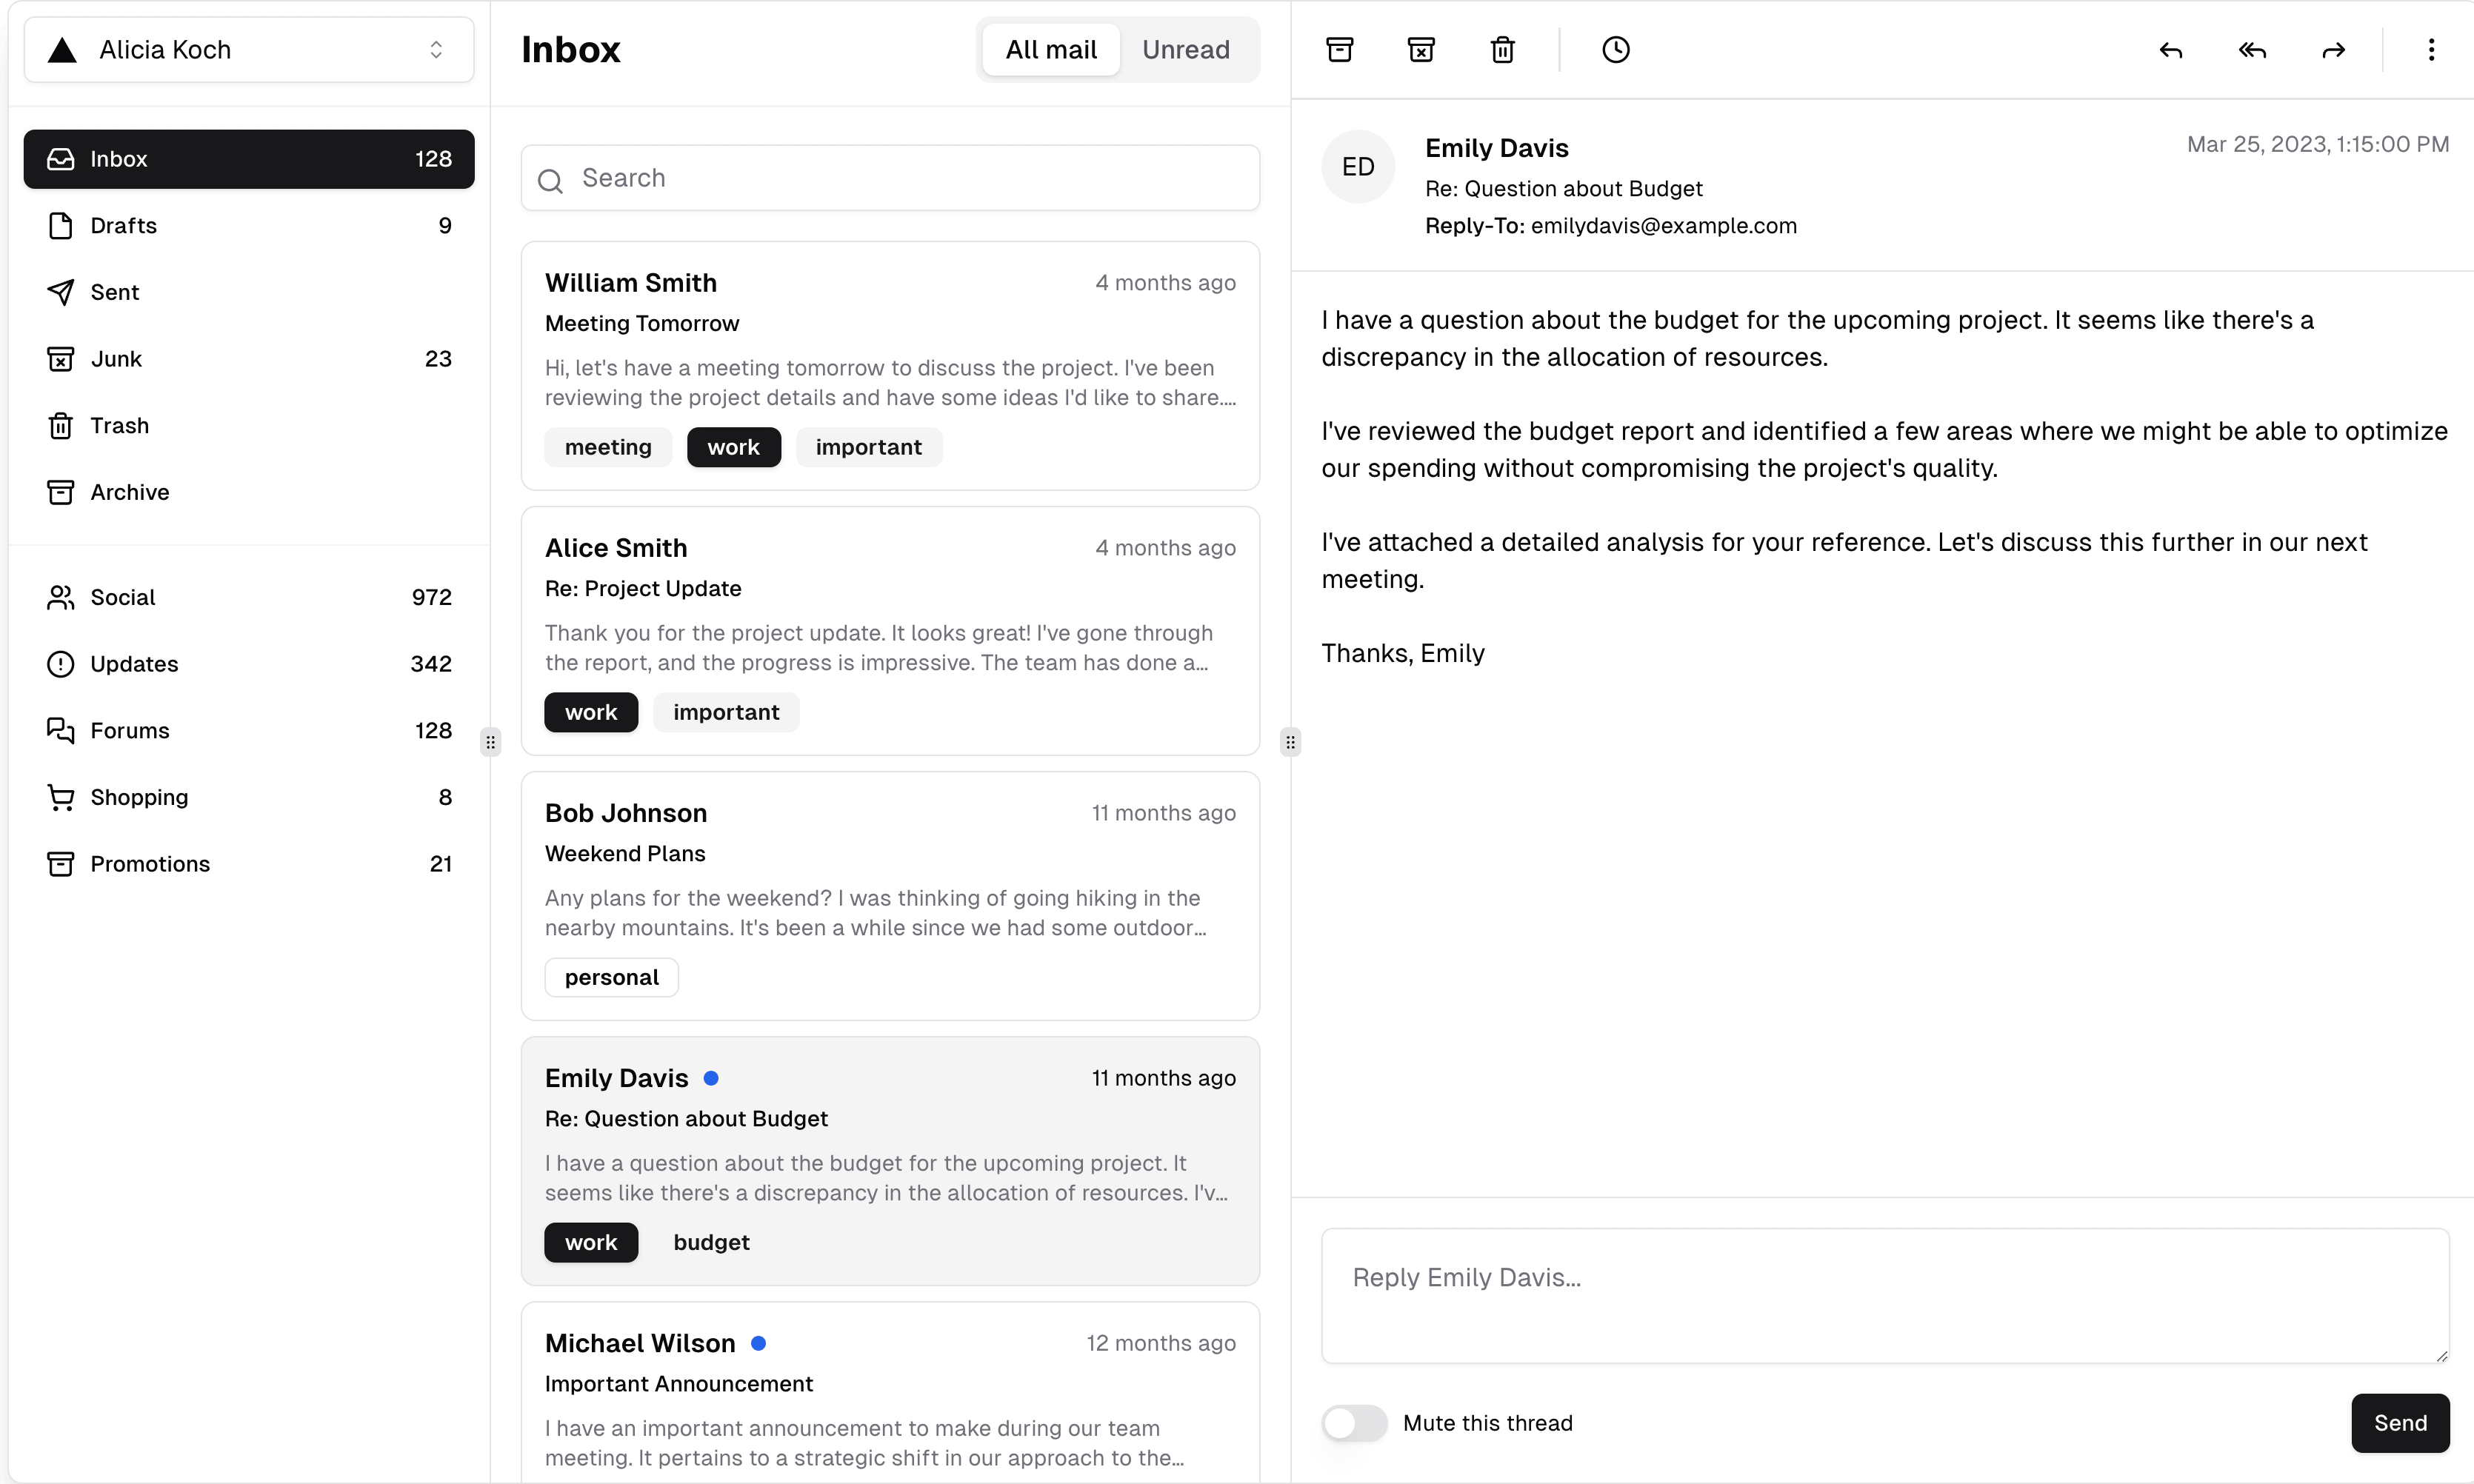 Alicia Koch
Inbox 128
Drafts 9
Sent
Junk 23
Trash
Archive
Social 972
Updates 342
Forums 128
Shopping 8
Promotions 21
Inbox
All mail Unread
Search
William Smith 4 months ago
Meeting Tomorrow
Hi, let's have a meeting tomorrow to discuss the project. I've been
reviewing the project details and have some ideas I'd like to share....
meeting work important
Alice Smith 4 months ago
Re: Project Update
Thank you for the project update. It looks great! I've gone through
the report, and the progress is impressive. The team has done a...
work important
Bob Johnson 11 months ago
Weekend Plans
Any plans for the weekend? I was thinking of going hiking in the
nearby mountains. It's been a while since we had some outdoor...
personal
Emily Davis 11 months ago
Re: Question about Budget
I have a question about the budget for the upcoming project. It
seems like there's a discrepancy in the allocation of resources. I'v...
work budget
Michael Wilson 12 months ago
Important Announcement
I have an important announcement to make during our team
meeting. It pertains to a strategic shift in our approach to the...
ED
Emily Davis Mar 25, 2023, 1:15:00 PM
Re: Question about Budget
Reply-To: emilydavis@example.com
I have a question about the budget for the upcoming project. It seems like there's a
discrepancy in the allocation of resources.
I've reviewed the budget report and identified a few areas where we might be able to optimize
our spending without compromising the project's quality.
I've attached a detailed analysis for your reference. Let's discuss this further in our next
meeting.
Thanks, Emily
Reply Emily Davis...
Mute this thread
Send